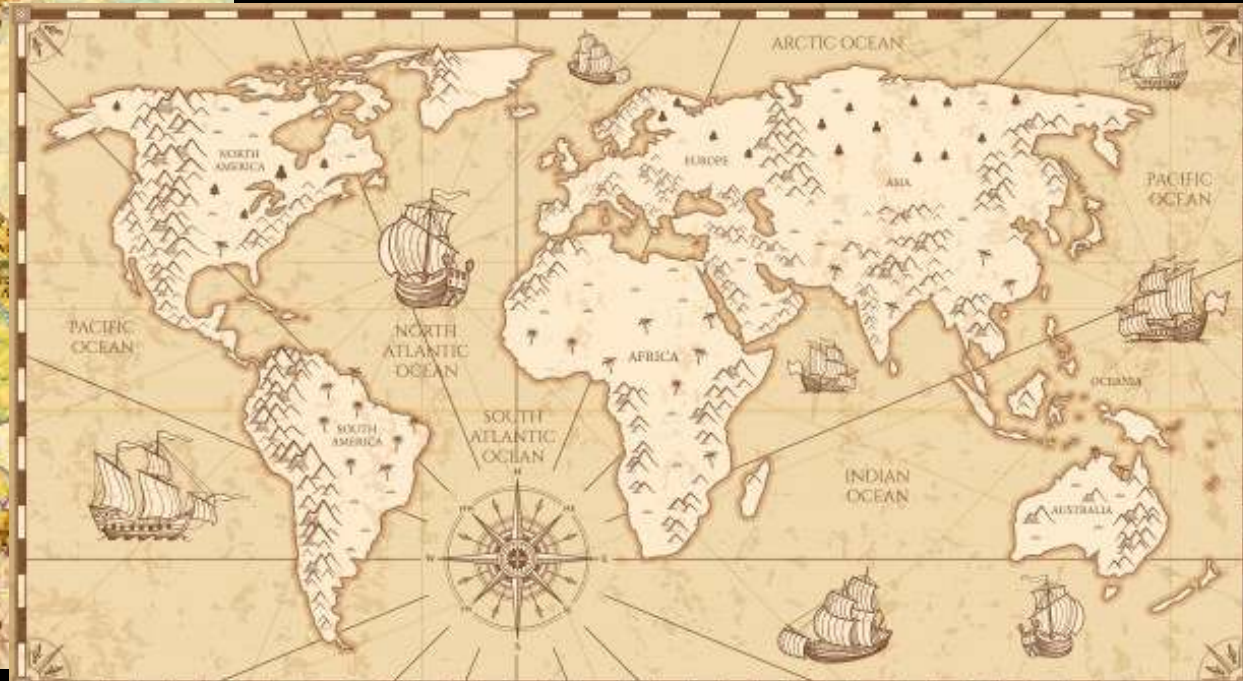 ARCTIC OCEAN
NORTH
AMERICA
EUROPE
ASIA
PACIFIC
OCEAN
PACIFIC
OCEAN
NORTH
ATLANTIC
OCEAN
AFRICA
OCEANIA
SOUTH
AMERICA
SOUTH
ATLANTIC
OCEAN
INDIAN
OCEAN
AUSTRALIA
N
W
E
S